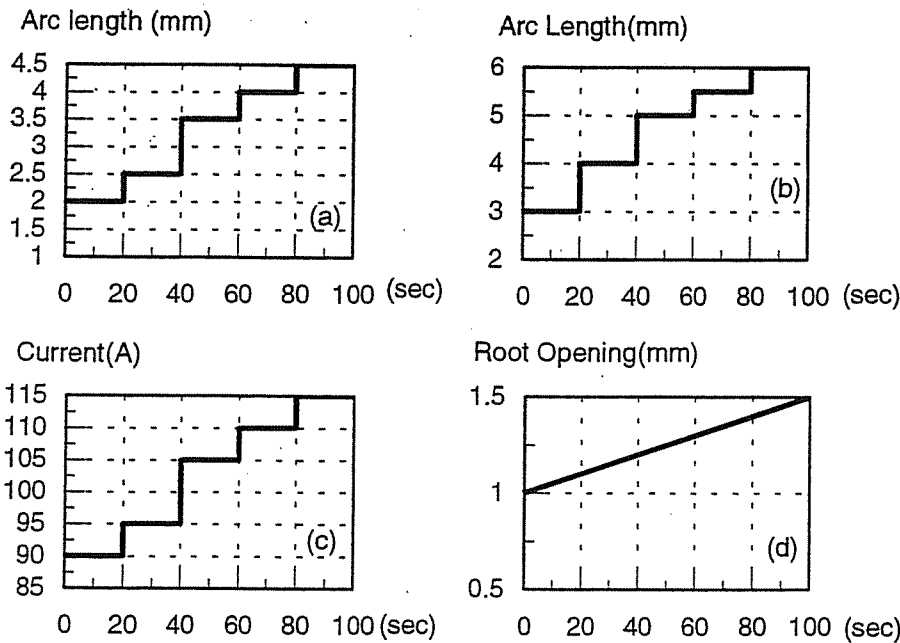 Arc length (mm)
4.5
4
3.5
3
2.5
2
1.5
1
(a)
0 20 40 60 80 100 (sec)
Arc Length(mm)
6
5
4
3
2
(b)
0 20 40 60 80 100 (sec)
Current(A)
115
110
105
100
95
90
85
(c)
0 20 40 60 80 100 (sec)
Root Opening(mm)
1.5
1
0.5
(d)
0 20 40 60 80 100 (sec)